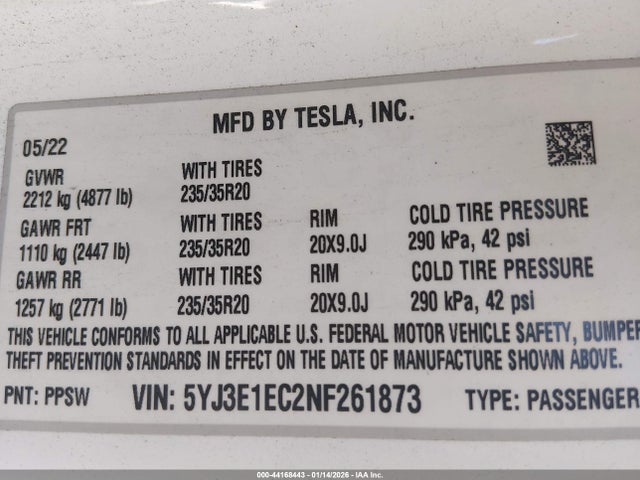 MFD BY TESLA, INC.
05/22
GVWR WITH TIRES
2212 kg (4877 lb) 235/35R20
GAWR FRT WITH TIRES RIM COLD TIRE PRESSURE
1110 kg (2447 lb) 235/35R20 20X9.0J 290 kPa, 42 psi
GAWR RR WITH TIRES RIM COLD TIRE PRESSURE
1257 kg (2771 lb) 235/35R20 20X9.0J 290 kPa, 42 psi
THIS VEHICLE CONFORMS TO ALL APPLICABLE U.S. FEDERAL MOTOR VEHICLE SAFETY, BUMPER
THEFT PREVENTION STANDARDS IN EFFECT ON THE DATE OF MANUFACTURE SHOWN ABOVE.
PNT: PPSW VIN: 5YJ3E1EC2NF261873 TYPE: PASSENGER
000-44168443 - 01/14/2026 - IAA Inc.